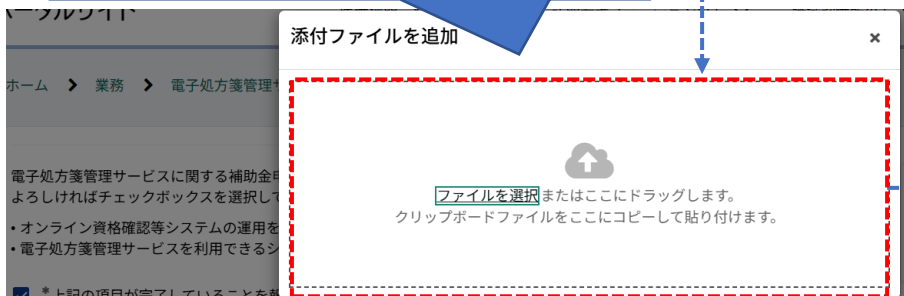 ータルサイト
添付ファイルを追加
×
ホーム > 業務 > 電子処方箋管理
電子処方箋管理サービスに関する補助金
よろしければチェックボックスを選択して
・オンライン資格確認等システムの運用を
・電子処方箋管理サービスを利用できるシ
*上記の項目が完了していることを報
ファイルを選択またはここにドラッグします。
クリップボードファイルをここにコピーして貼り付けます。